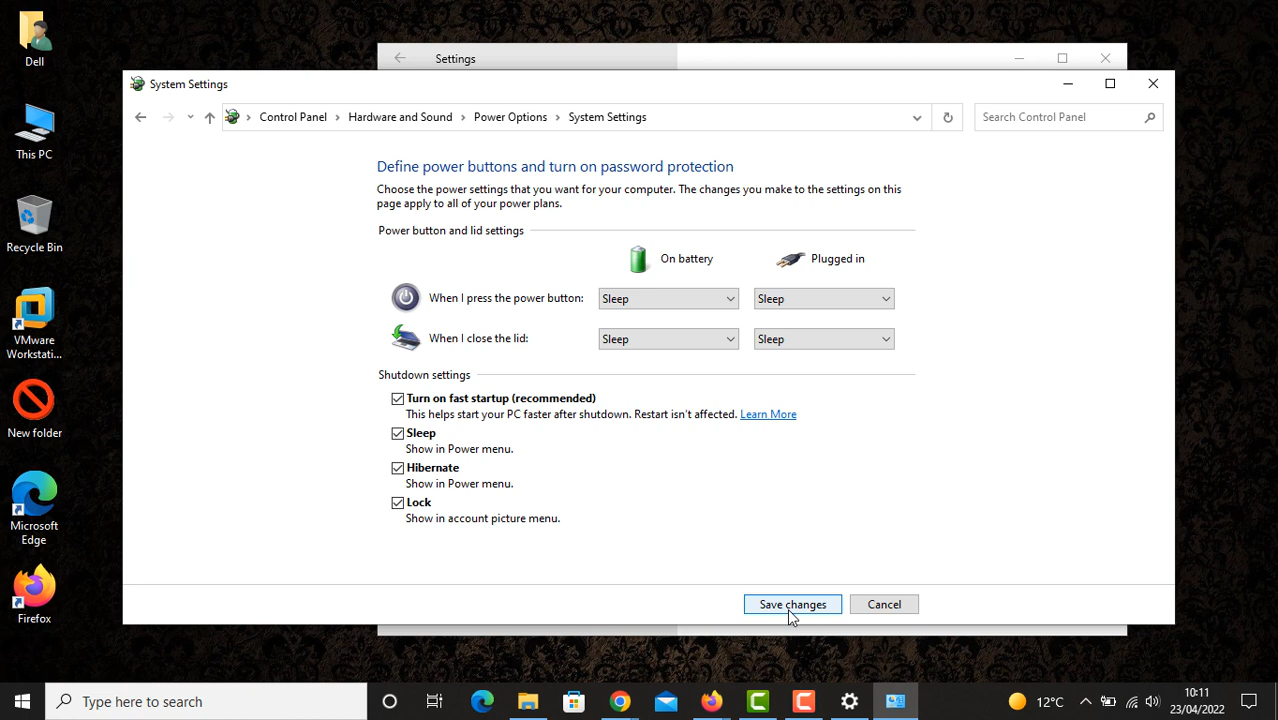 Dell
This PC
Recycle Bin
VMware
Workstati...
New folder
Microsoft
Edge
Firefox
Settings
System Settings
Control Panel > Hardware and Sound > Power Options > System Settings
Search Control Panel
Define power buttons and turn on password protection
Choose the power settings that you want for your computer. The changes you make to the settings on this
page apply to all of your power plans.
Power button and lid settings
On battery Plugged in
When I press the power button: Sleep Sleep
When I close the lid: Sleep Sleep
Shutdown settings
Turn on fast startup (recommended)
This helps start your PC faster after shutdown. Restart isn't affected. Learn More
Sleep
Show in Power menu.
Hibernate
Show in Power menu.
Lock
Show in account picture menu.
Save changes Cancel
Type here to search
12°C
10:11
23/04/2022